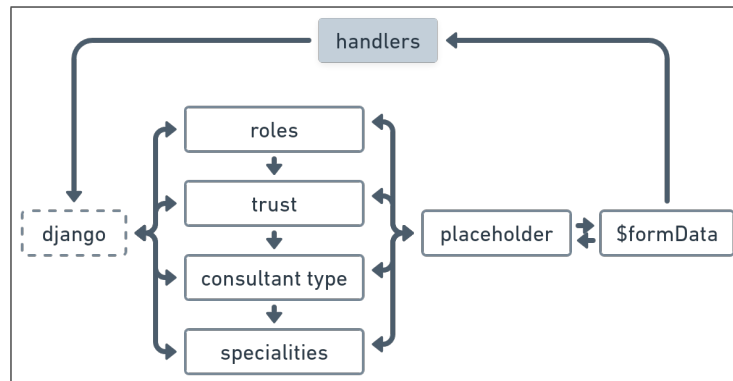 handlers
roles
trust
django
placeholder
$formData
consultant type
specialities